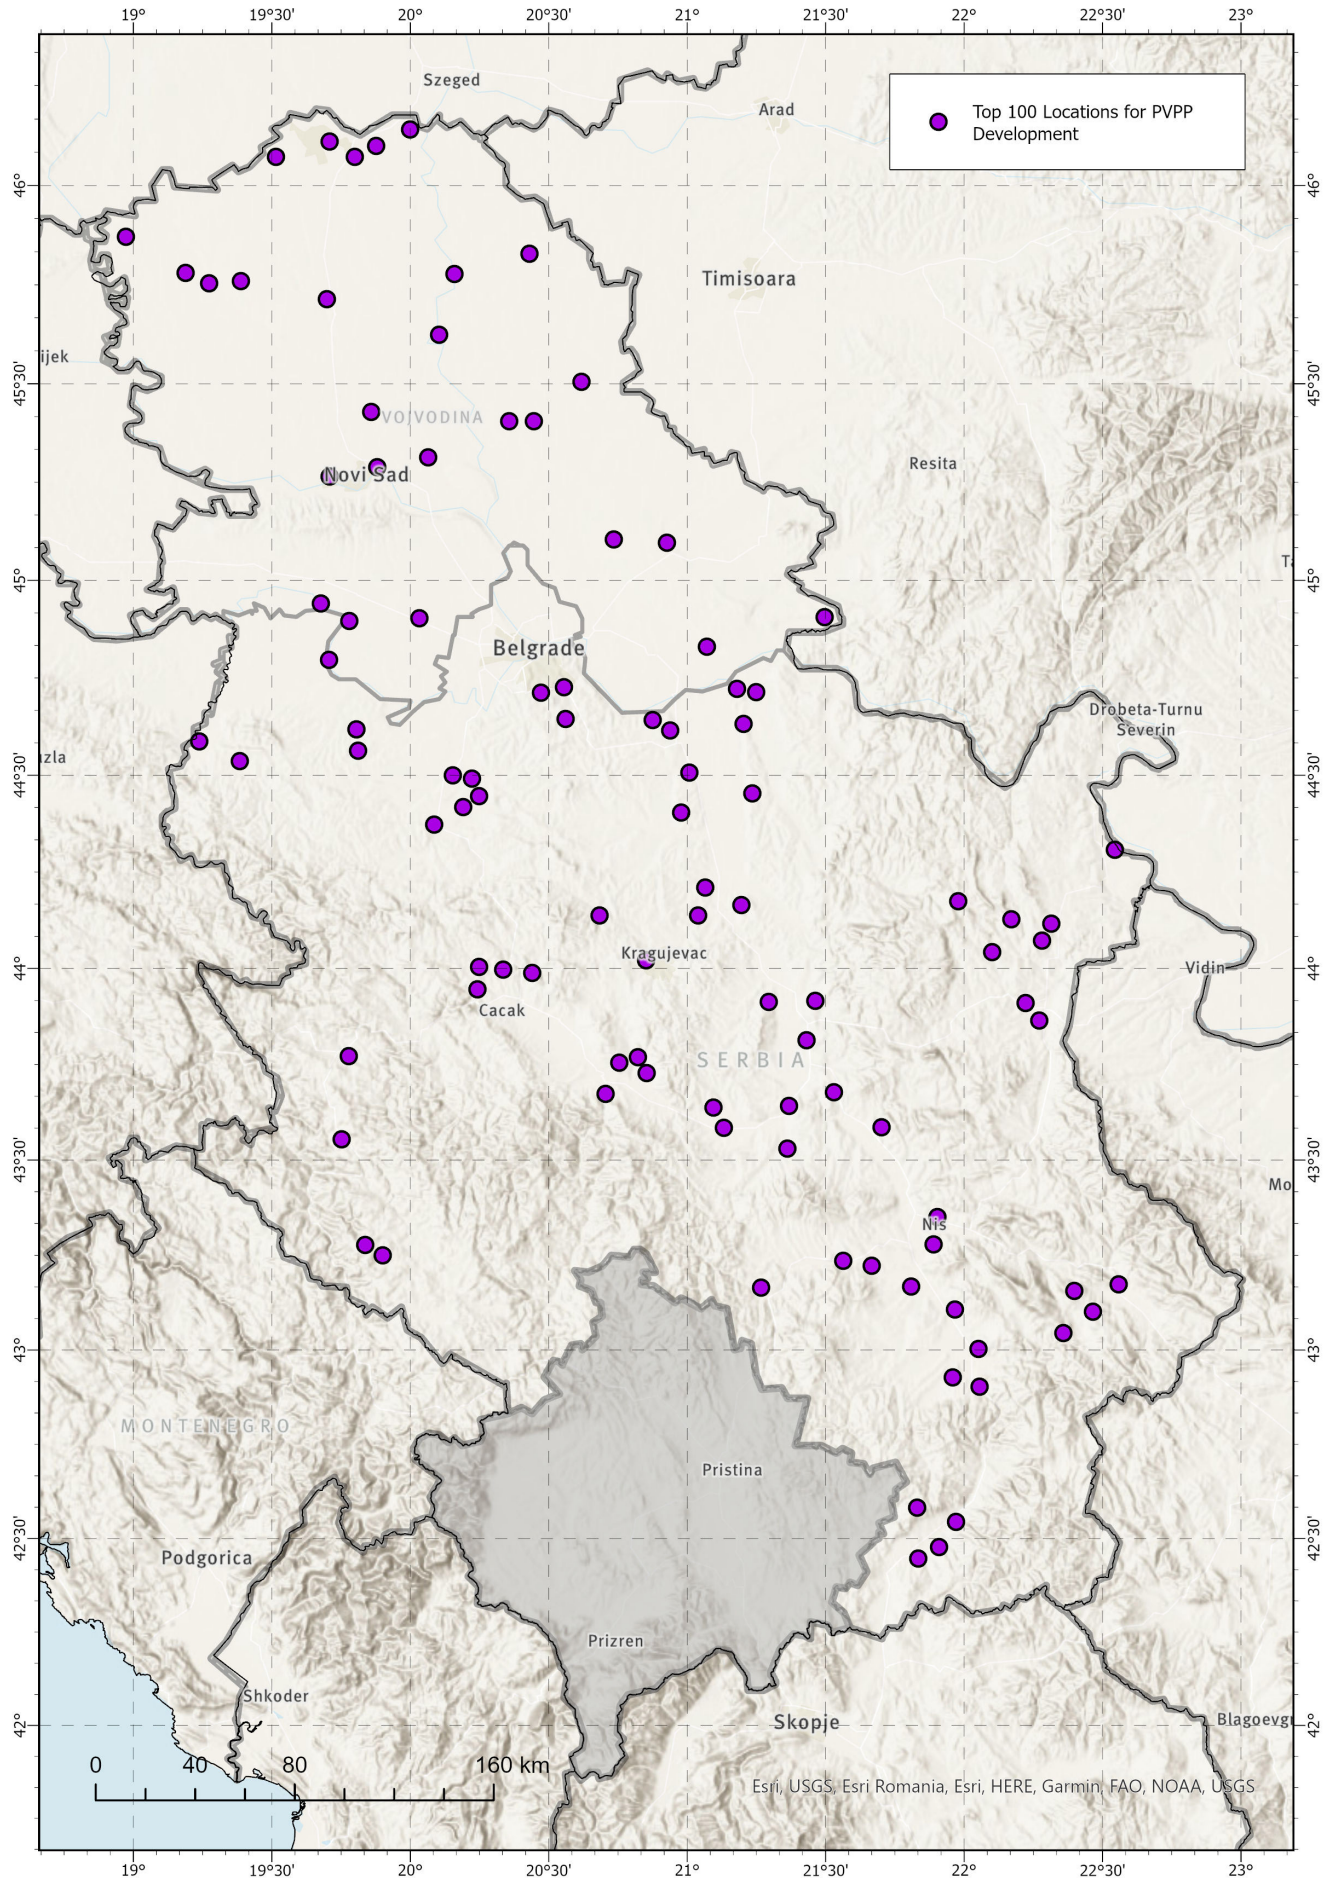 19° 19°30' 20° 20°30' 21° 21°30' 22° 22°30' 23°
Szeged
Arad
Top 100 Locations for PVPP
Development
46° 46°
Timisoara
ijek
45°30' 45°30'
VOJVODINA
Resita
Novi Sad
45° 45°
Belgrade
Drobeta-Turnu
Severin
zla
44°30' 44°30'
Kragujevac
44° 44°
Vidin
Cacak
SERBIA
43°30' 43°30'
Mo
Nis
43° 43°
MONTENEGRO
Pristina
42°30' 42°30'
Podgorica
Prizren
Shkoder
Skopje
Blagoevgr
42° 42°
0 40 80 160 km
Esri, USGS, Esri Romania, Esri, HERE, Garmin, FAO, NOAA, USGS
19° 19°30' 20° 20°30' 21° 21°30' 22° 22°30' 23°